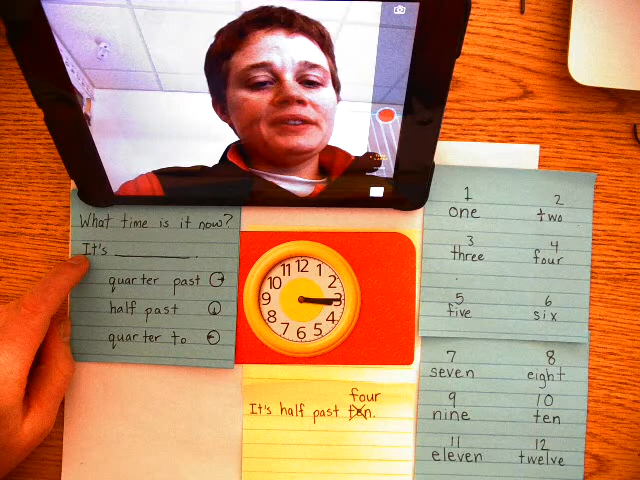 What time is it now?
It's ________.
quarter past
half past
quarter to
12
1
2
3
4
5
6
7
8
9
10
11
four
It's half past ten.
1 2
one two
3 4
three four
5 6
five six
7 8
seven eight
9 10
nine ten
11 12
eleven twelve